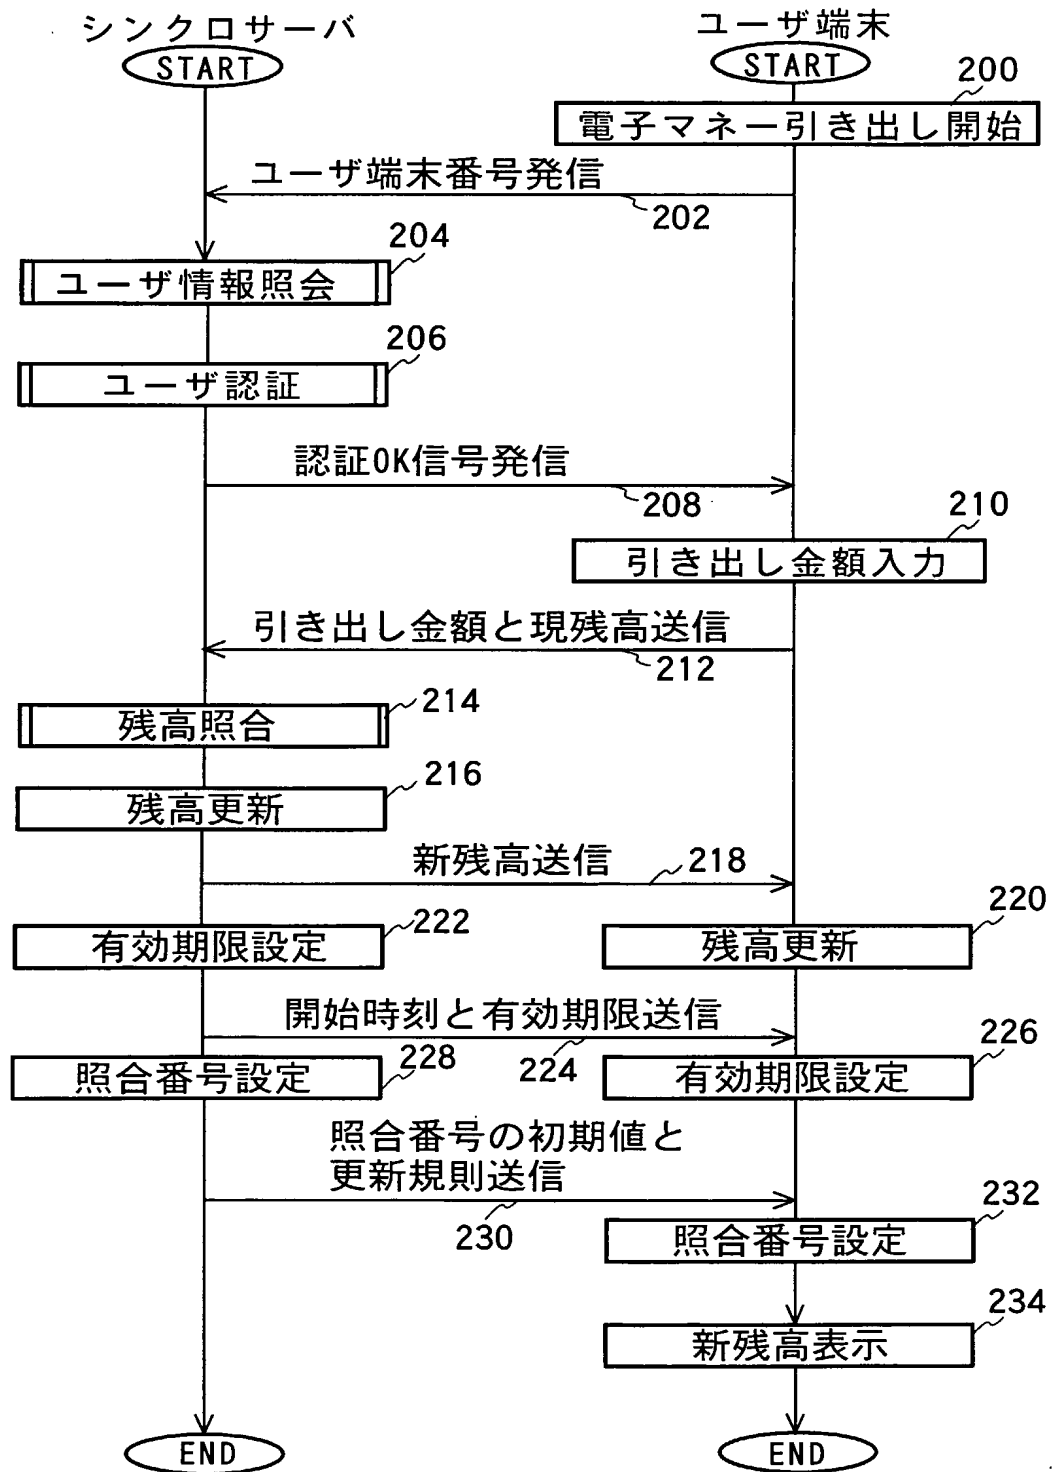 シンクロサーバ
ユーザ端末
START
START
200
電子マネー引き出し開始
ユーザ端末番号発信
202
204
ユーザ情報照会
206
ユーザ認証
認証OK信号発信
208
210
引き出し金額入力
引き出し金額と現残高送信
212
214
残高照合
216
残高更新
新残高送信
218
220
222
有効期限設定
残高更新
開始時刻と有効期限送信
224
226
228
照合番号設定
有効期限設定
照合番号の初期値と
更新規則送信
230
232
照合番号設定
234
新残高表示
END
END